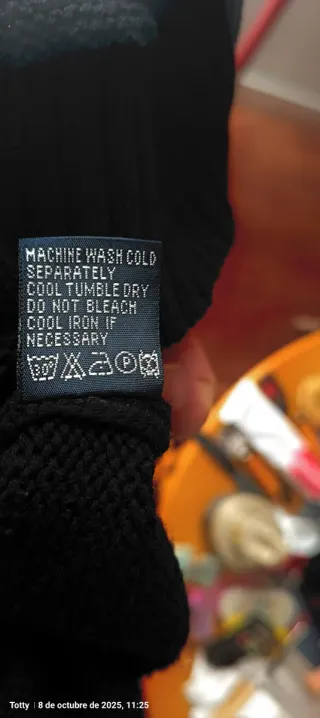 MACHINE WASH COLD
SEPARATELY
COOL TUMBLE DRY
DO NOT BLEACH
COOL IRON IF
NECESSARY
30° P
Totty | 8 de octubre de 2025, 11:25